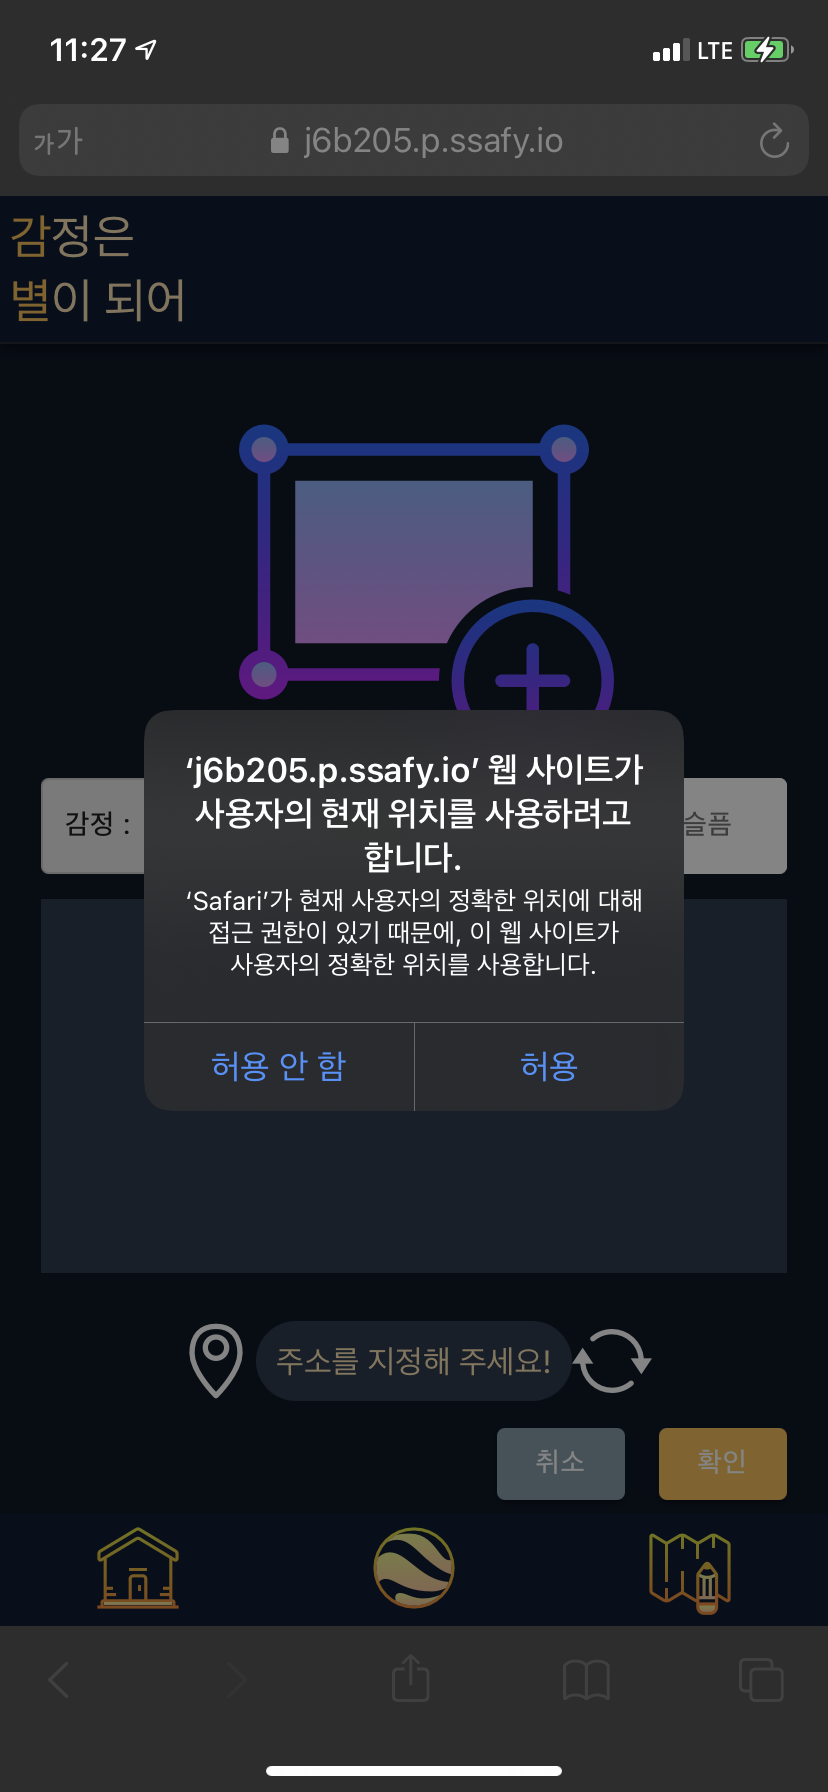 11:27
LTE
가가
j6b205.p.ssafy.io
감정은
별이 되어
‘j6b205.p.ssafy.io’ 웹 사이트가
사용자의 현재 위치를 사용하려고
합니다.
‘Safari’가 현재 사용자의 정확한 위치에 대해
접근 권한이 있기 때문에, 이 웹 사이트가
사용자의 정확한 위치를 사용합니다.
허용 안 함
허용
감정 :
슬픔
주소를 지정해 주세요!
취소
확인